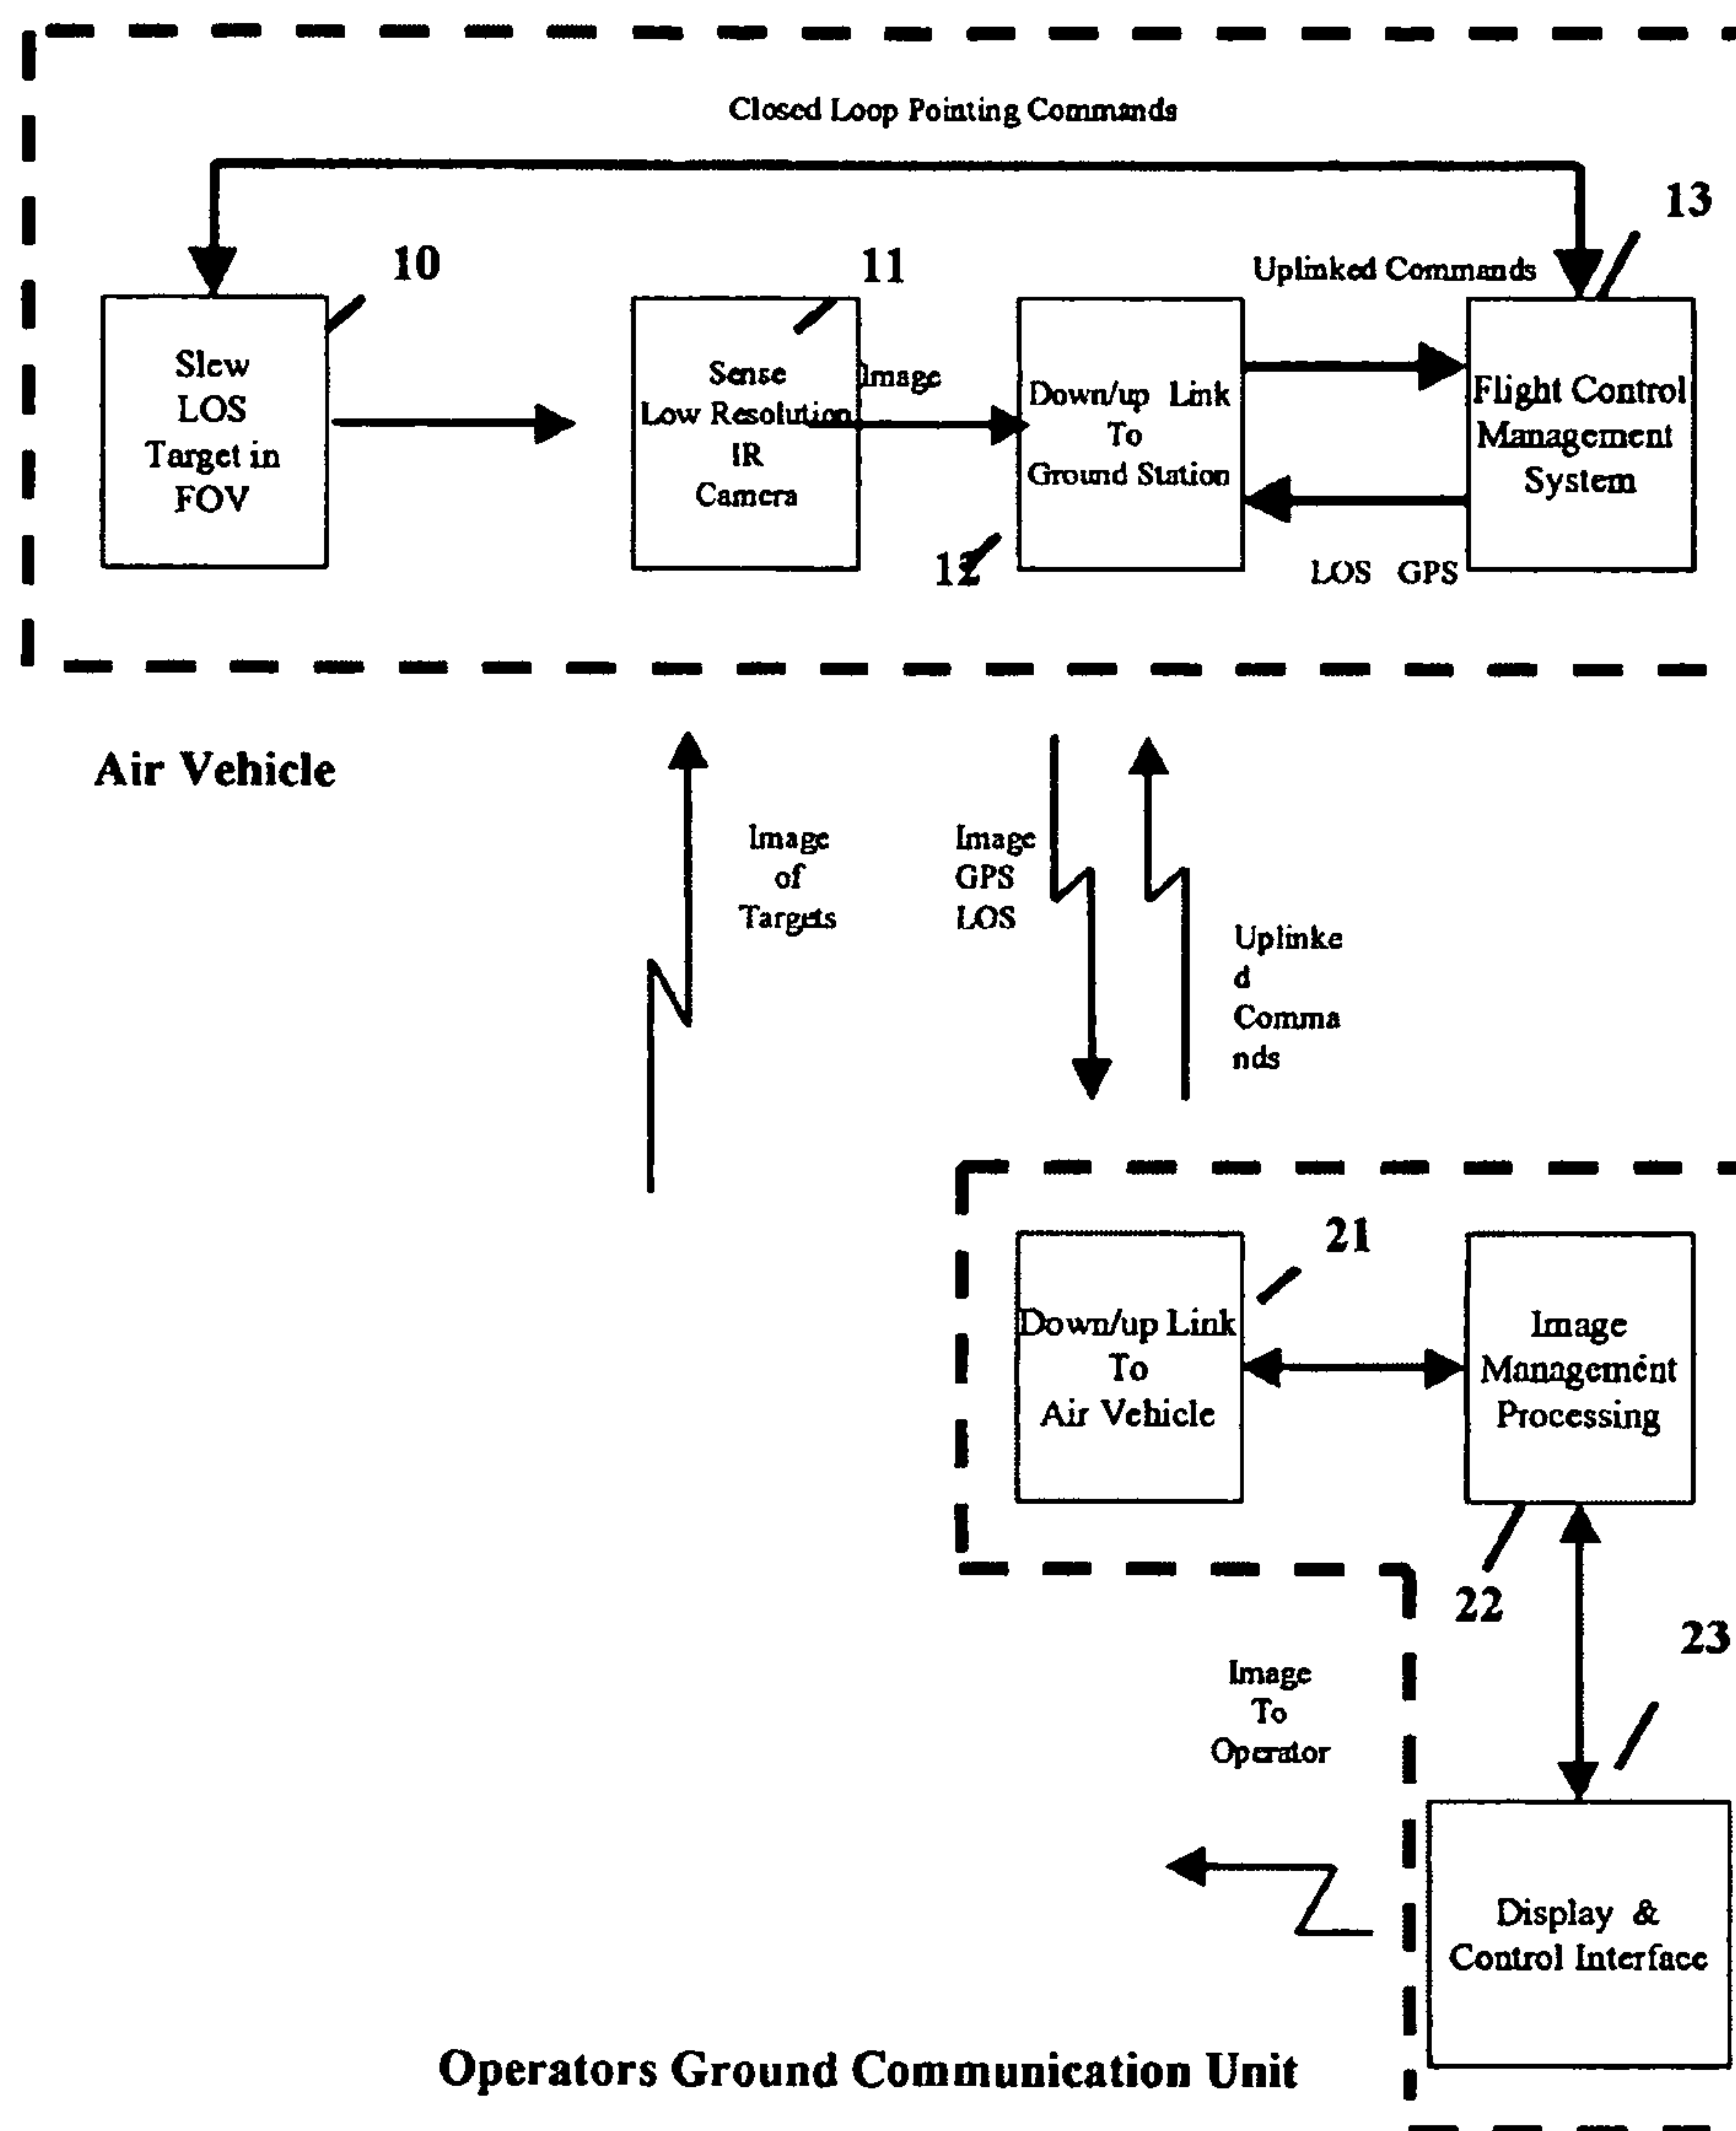 Closed Loop Pointing Commands
13
10
11
Uplinked Commands
Slew
LOS
Target in
FOV
Sense
Low Resolution
IR
Camera
Image
Down/up Link
To
Ground Station
Flight Control
Management
System
12
LOS GPS
Air Vehicle
Image
of
Targets
Image
GPS
LOS
Uplinke
d
Comma
nds
21
Down/up Link
To
Air Vehicle
Image
Management
Processing
22
23
Image
To
Operator
Display &
Control Interface
Operators Ground Communication Unit